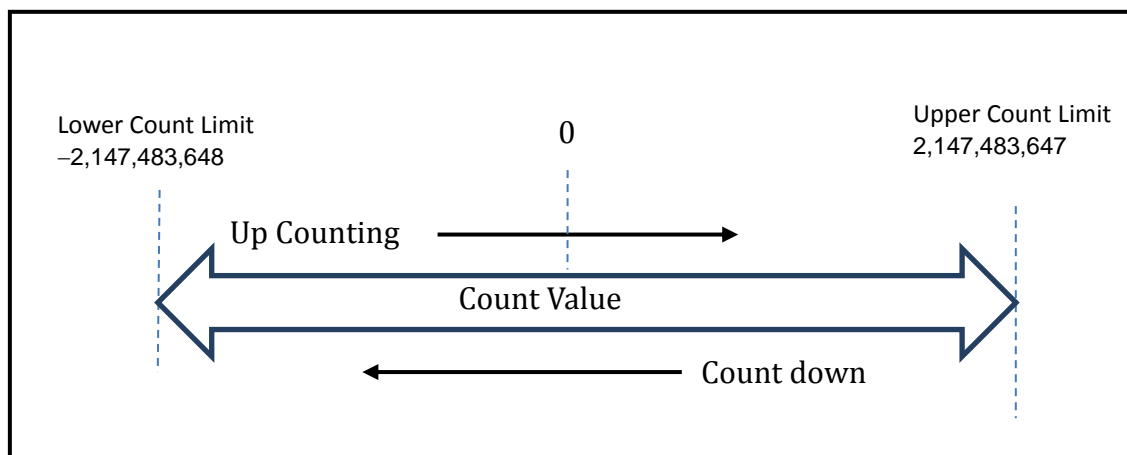 Lower Count Limit
–2,147,483,648
0
Upper Count Limit
2,147,483,647
Up Counting
Count Value
Count down